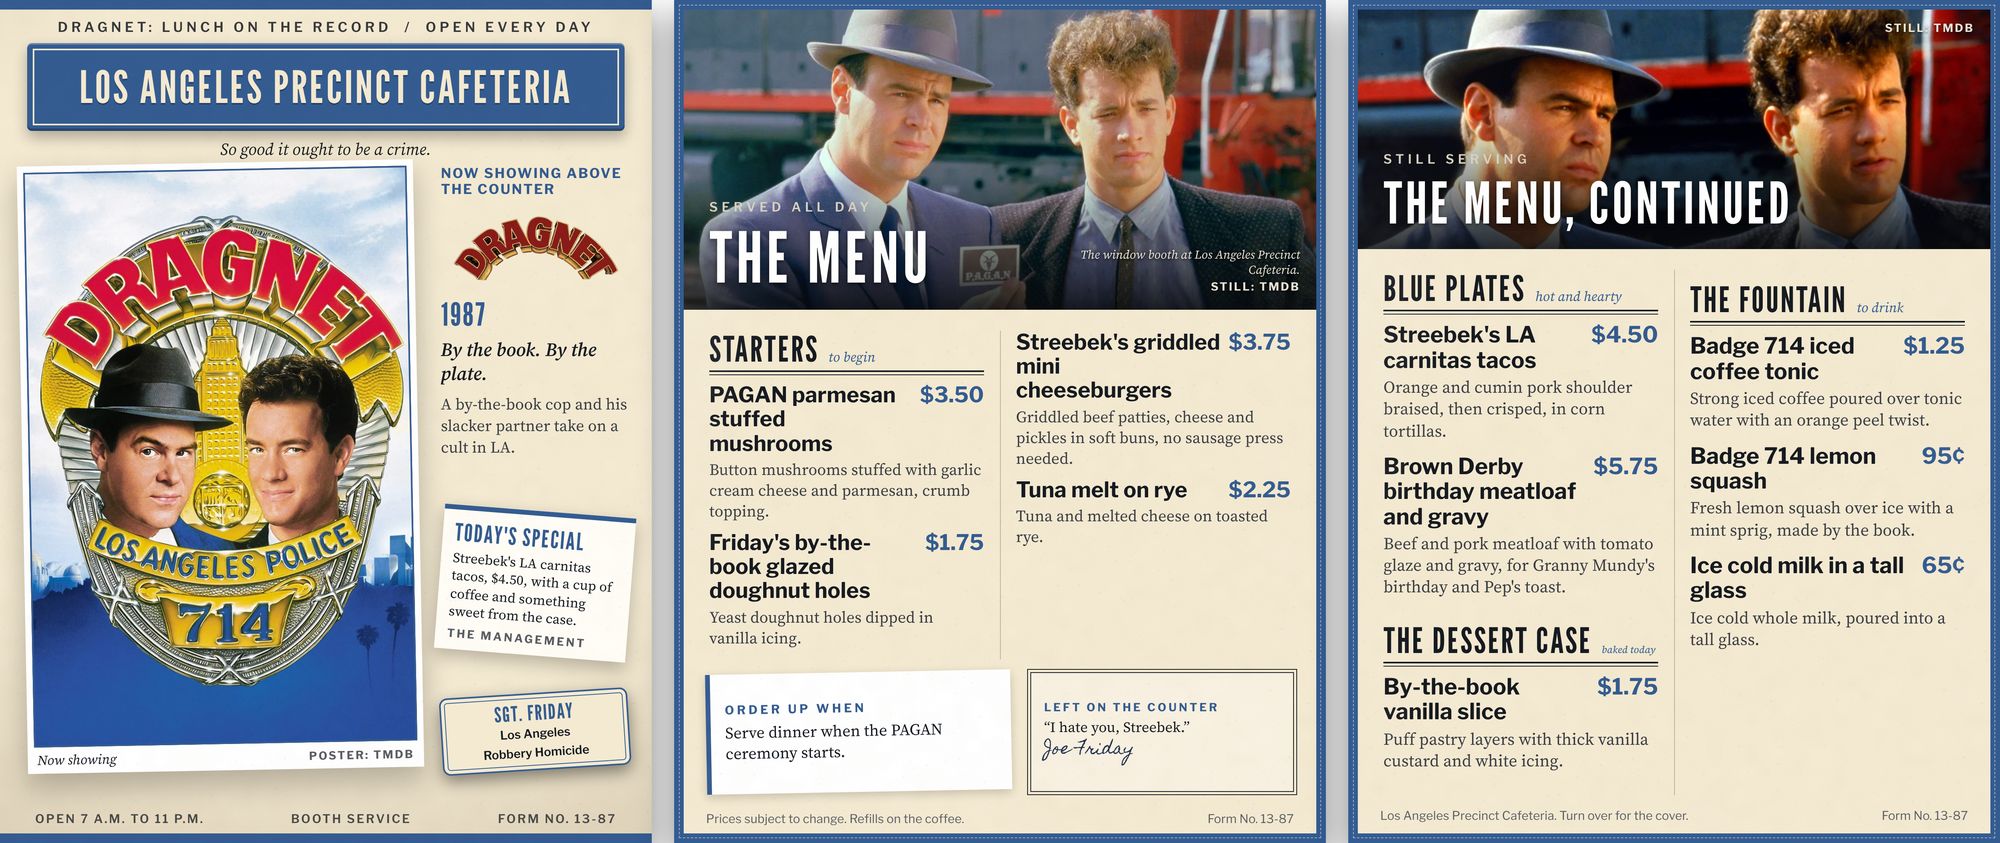 DRAGNET: LUNCH ON THE RECORD / OPEN EVERY DAY
LOS ANGELES PRECINCT CAFETERIA
So good it ought to be a crime.
DRAGNET
LOS ANGELES POLICE
714
Now showing
POSTER: TMDB
NOW SHOWING ABOVE
THE COUNTER
DRAGNET
1987
By the book. By the
plate.
A by-the-book cop and his
slacker partner take on a
cult in LA.
TODAY'S SPECIAL
Streebek's LA carnitas
tacos, $4.50, with a cup of
coffee and something
sweet from the case.
THE MANAGEMENT
SGT. FRIDAY
Los Angeles
Robbery Homicide
OPEN 7 A.M. TO 11 P.M.
BOOTH SERVICE
FORM NO. 13-87
SERVED ALL DAY
THE MENU
P.A.G.A.N
The window booth at Los Angeles Precinct
Cafeteria.
STILL: TMDB
STARTERS to begin
PAGAN parmesan $3.50
stuffed
mushrooms
Button mushrooms stuffed with garlic
cream cheese and parmesan, crumb
topping.
Friday's by-the- $1.75
book glazed
doughnut holes
Yeast doughnut holes dipped in
vanilla icing.
Streebek's griddled $3.75
mini
cheeseburgers
Griddled beef patties, cheese and
pickles in soft buns, no sausage press
needed.
Tuna melt on rye $2.25
Tuna and melted cheese on toasted
rye.
ORDER UP WHEN
Serve dinner when the PAGAN
ceremony starts.
LEFT ON THE COUNTER
“I hate you, Streebek.”
Joe Friday
Prices subject to change. Refills on the coffee.
Form No. 13-87
STILL: TMDB
STILL SERVING
THE MENU, CONTINUED
BLUE PLATES hot and hearty
Streebek's LA $4.50
carnitas tacos
Orange and cumin pork shoulder
braised, then crisped, in corn
tortillas.
Brown Derby $5.75
birthday meatloaf
and gravy
Beef and pork meatloaf with tomato
glaze and gravy, for Granny Mundy's
birthday and Pep's toast.
THE DESSERT CASE baked today
By-the-book $1.75
vanilla slice
Puff pastry layers with thick vanilla
custard and white icing.
THE FOUNTAIN to drink
Badge 714 iced $1.25
coffee tonic
Strong iced coffee poured over tonic
water with an orange peel twist.
Badge 714 lemon 95¢
squash
Fresh lemon squash over ice with a
mint sprig, made by the book.
Ice cold milk in a tall 65¢
glass
Ice cold whole milk, poured into a
tall glass.
Los Angeles Precinct Cafeteria. Turn over for the cover.
Form No. 13-87